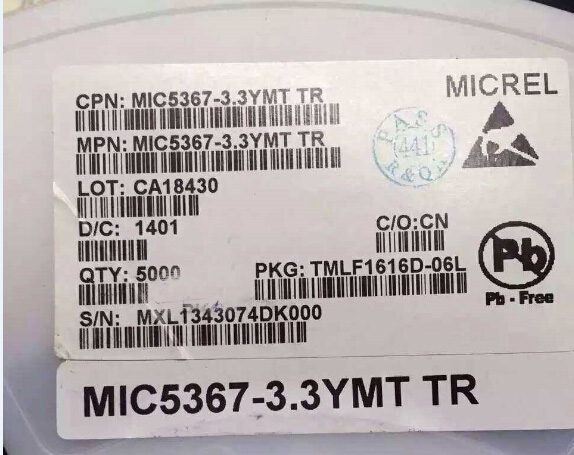 MICREL
CPN: MIC5367-3.3YMT TR
MPN: MIC5367-3.3YMT TR
PASS
441
R&QA
LOT: CA18430
D/C: 1401
C/O:CN
QTY: 5000
PKG: TMLF1616D-06L
Pb
Pb - Free
S/N: MXL1343074DK000
MIC5367-3.3YMT TR